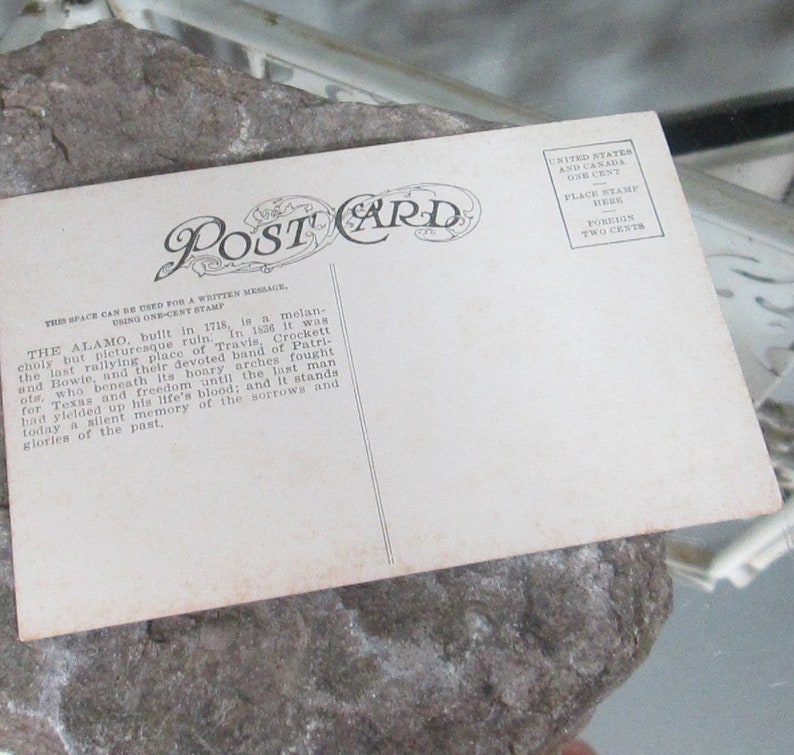 POST CARD
UNITED STATES
AND CANADA
ONE CENT
—
PLACE STAMP
HERE
—
FOREIGN
TWO CENTS
THIS SPACE CAN BE USED FOR A WRITTEN MESSAGE,
USING ONE-CENT STAMP
THE ALAMO, built in 1718, is a melan-
choly but picturesque ruin. In 1836 it was
the last rallying place of Travis, Crockett
and Bowie, and their devoted band of Patri-
ots, who beneath its hoary arches fought
for Texas and freedom until the last man
had yielded up his life's blood; and it stands
today a silent memory of the sorrows and
glories of the past.